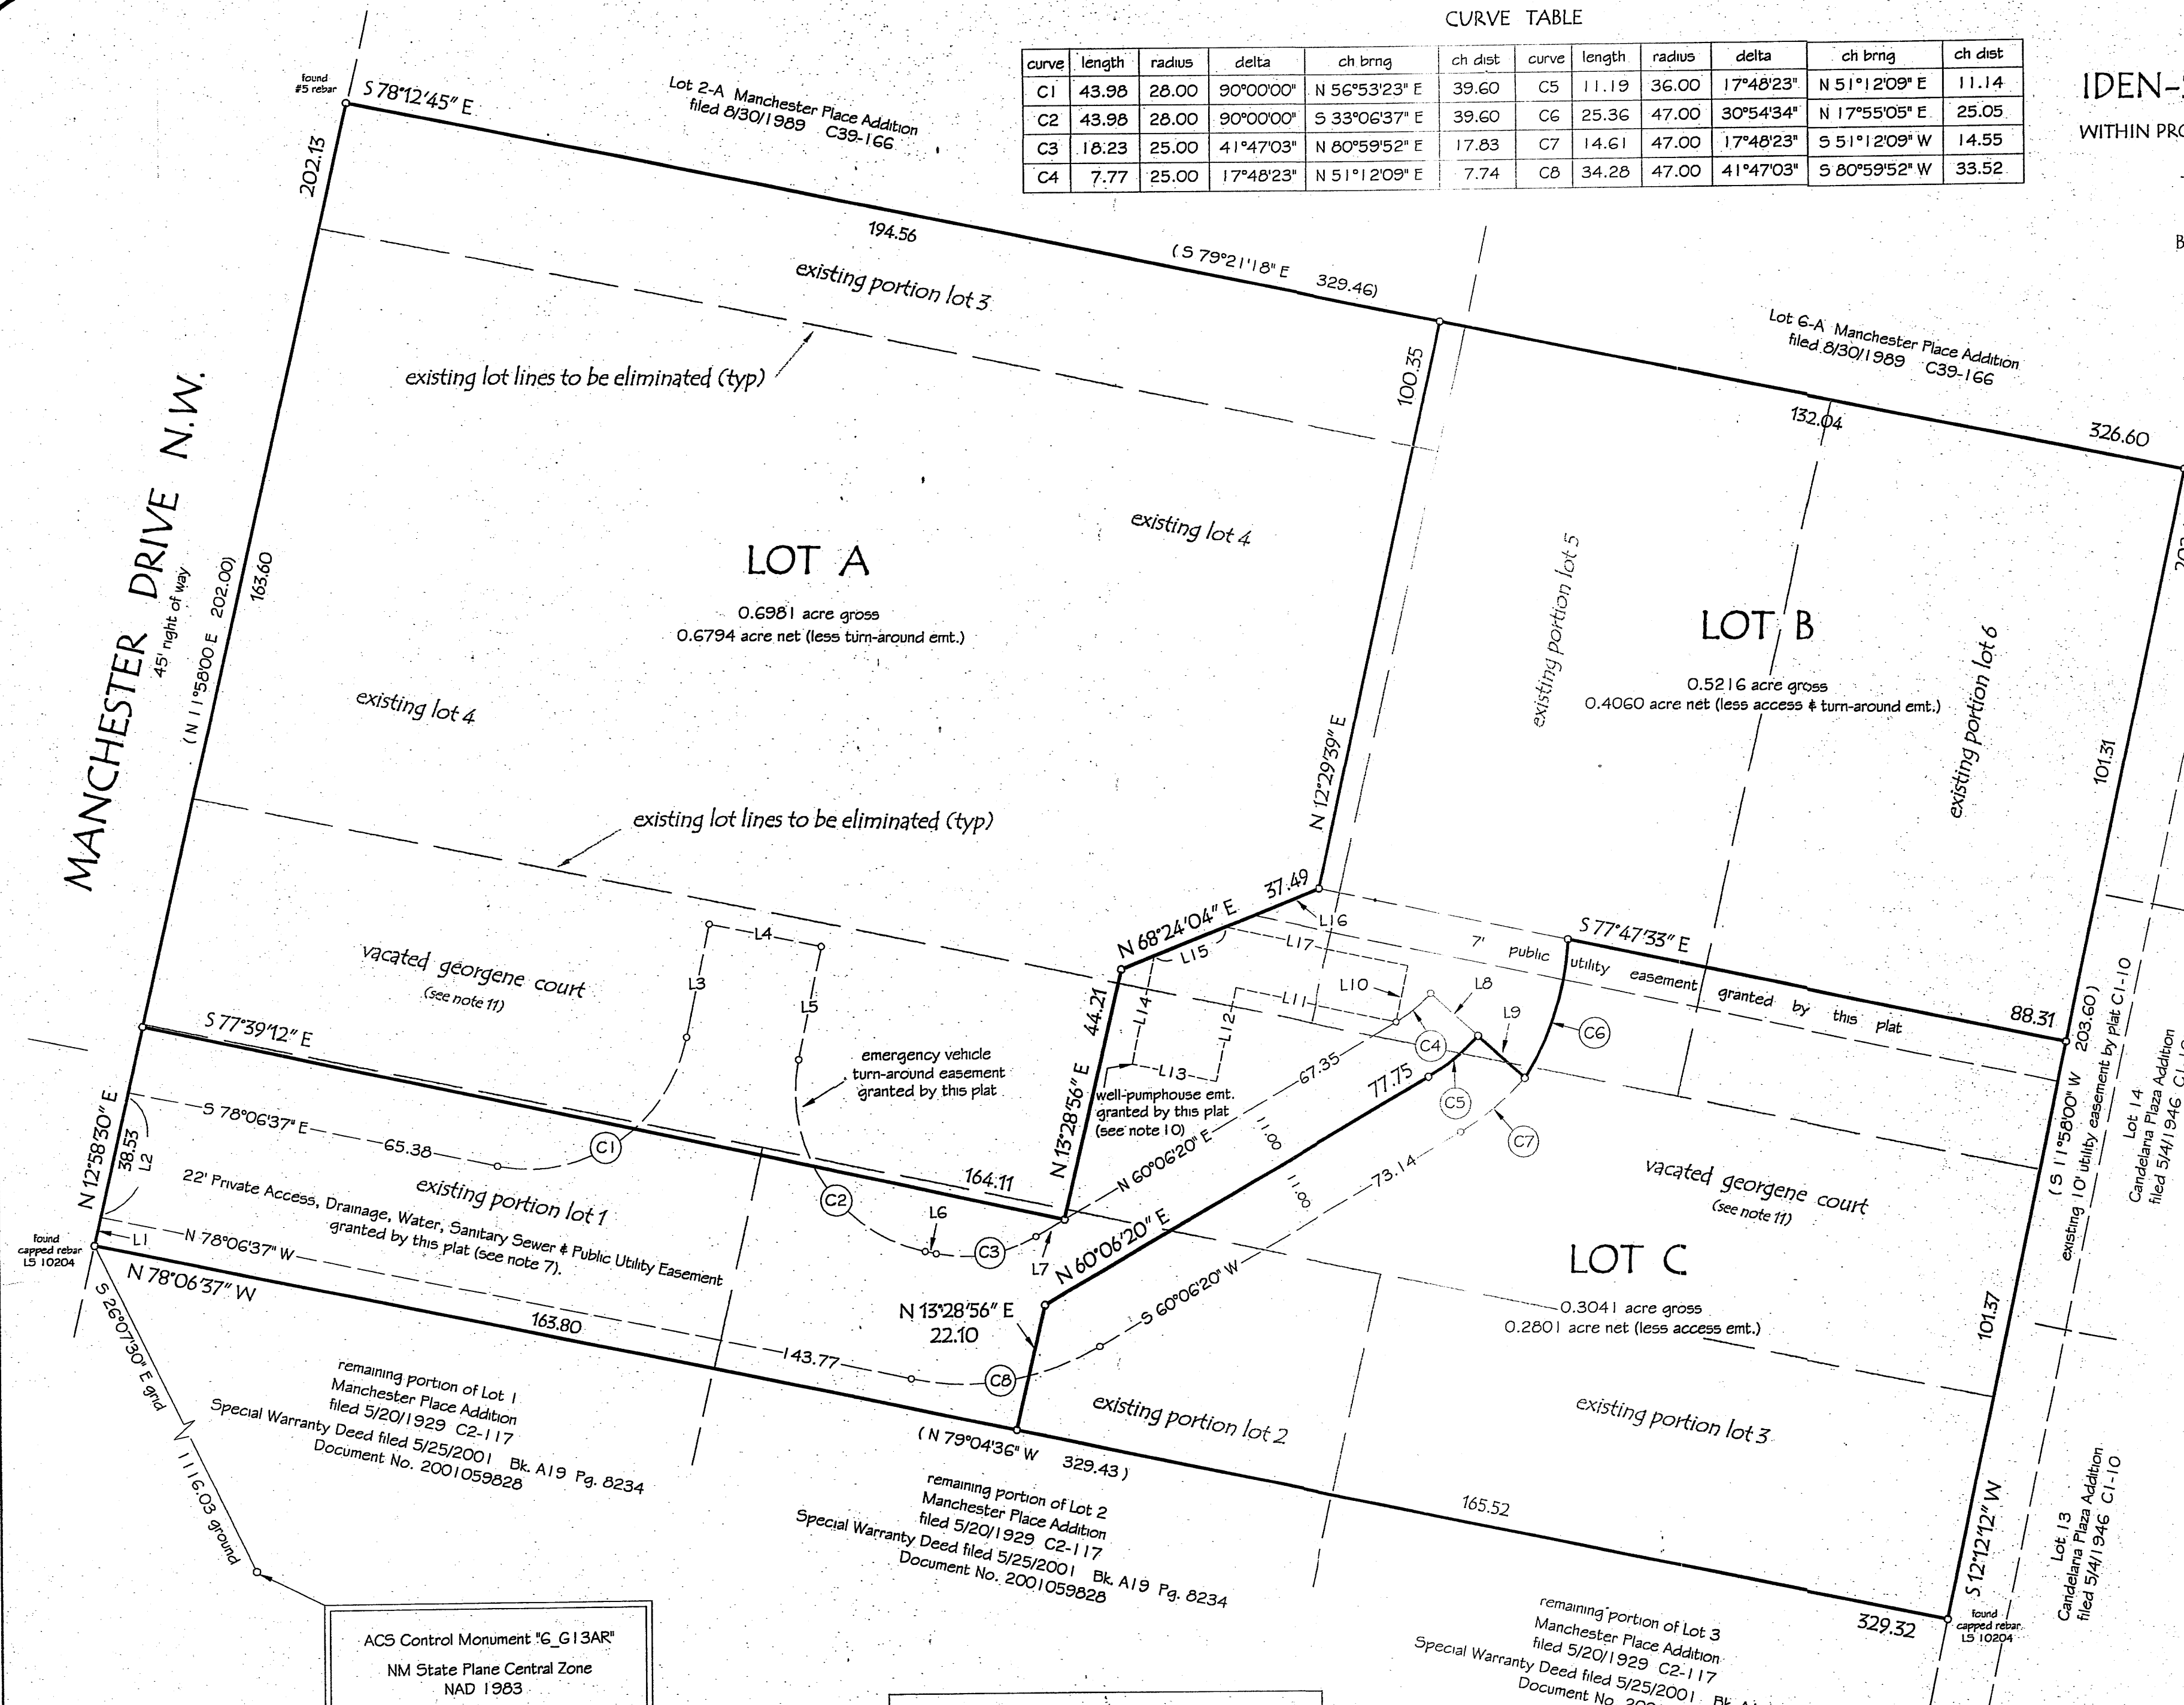 CURVE TABLE
curve length radius delta ch brng ch dist curve length radius delta ch brng ch dist
C1 43.98 28.00 90°00'00" N 56°53'23" E 39.60 C5 11.19 36.00 17°48'23" N 51°12'09" E 11.14
C2 43.98 28.00 90°00'00" S 33°06'37" E 39.60 C6 25.36 47.00 30°54'34" N 17°55'05" E 25.05
C3 18.23 25.00 41°47'03" N 80°59'52" E 17.83 C7 14.61 47.00 17°48'23" S 51°12'09" W 14.55
C4 7.77 25.00 17°48'23" N 51°12'09" E 7.74 C8 34.28 47.00 41°47'03" S 80°59'52" W 33.52
IDEN-
WITHIN PRO
B
found
#5 rebar
S 78°12'45" E
Lot 2-A Manchester Place Addition
filed 8/30/1989 C39-166
202.13
194.56
(S 79°21'18" E 329.46)
existing portion lot 3
existing lot lines to be eliminated (typ)
100.35
Lot 6-A Manchester Place Addition
filed 8/30/1989 C39-166
132.04
326.60
MANCHESTER DRIVE N.W.
45' right of way
(N 11°58'00 E 202.00)
163.60
existing lot 4
LOT A
0.6981 acre gross
0.6794 acre net (less turn-around emt.)
existing lot 4
existing portion lot 5
LOT B
0.5216 acre gross
0.4060 acre net (less access & turn-around emt.)
existing portion lot 6
101.31
N 12°29'39" E
existing lot lines to be eliminated (typ)
37.49
N 68°24'04" E
L16
L15
L17
S 77°47'33" E
7' public utility easement granted by this plat
88.31
vacated georgene court
(see note 11)
L4
L3
L5
44.21
L14
L10
L8
L11
L9
L12
C4
C6
L13
S 77°39'12" E
emergency vehicle
turn-around easement
granted by this plat
67.35
77.75
C5
well-pumphouse emt.
granted by this plat
(see note 10)
N 13°28'56" E
N 60°06'20" E
11.00
11.00
C7
73.14
N 12°58'30" E
38.53
L2
S 78°06'37" E
65.38
C1
164.11
22' Private Access, Drainage, Water, Sanitary Sewer & Public Utility Easement
granted by this plat (see note 7).
existing portion lot 1
C2
L6
C3
L7
N 60°06'20" E
S 60°06'20" W
vacated georgene court
(see note 11)
LOT C
0.3041 acre gross
0.2801 acre net (less access emt.)
(S 11°58'00" W 203.60)
existing 10' utility easement by plat C1-10
Lot 14
Candelaria Plaza Addition
101.37
found
capped rebar
LS 10204
L1
N 78°06'37" W
N 78°06'37" W
163.80
143.77
N 13°28'56" E
22.10
C8
existing portion lot 2
existing portion lot 3
S 26°07'30" E grid
1116.03 ground
remaining portion of Lot 1
Manchester Place Addition
filed 5/20/1929 C2-117
Special Warranty Deed filed 5/25/2001 Bk. A19 Pg. 8234
Document No. 2001059828
(N 79°04'36" W 329.43)
remaining portion of Lot 2
Manchester Place Addition
filed 5/20/1929 C2-117
Special Warranty Deed filed 5/25/2001 Bk. A19 Pg. 8234
Document No. 2001059828
165.52
S 12°12'12" W
Lot 13
Candelaria Plaza Addition
filed 5/4/1946 C1-10
329.32
found
capped rebar
LS 10204
remaining portion of Lot 3
Manchester Place Addition
filed 5/20/1929 C2-117
Special Warranty Deed filed 5/25/2001
Document No.
ACS Control Monument "6_G13AR"
NM State Plane Central Zone
NAD 1983